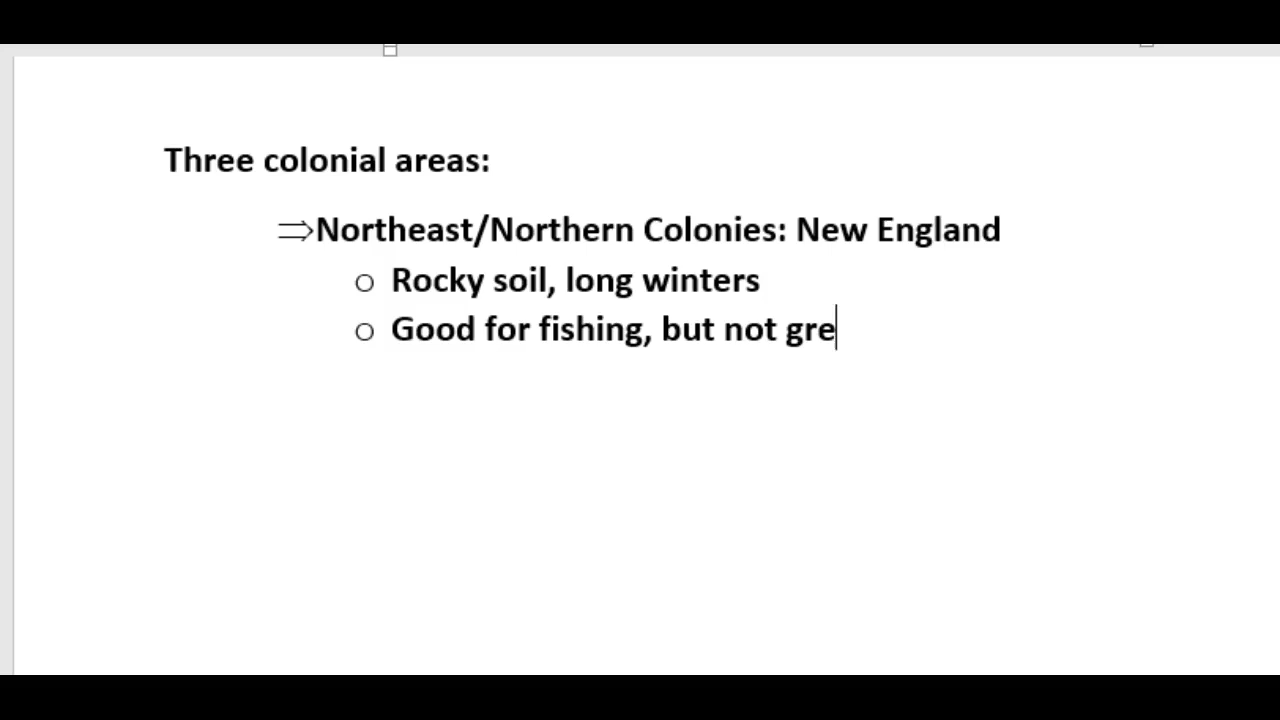 Three colonial areas:
⇒Northeast/Northern Colonies: New England
o Rocky soil, long winters
o Good for fishing, but not gre